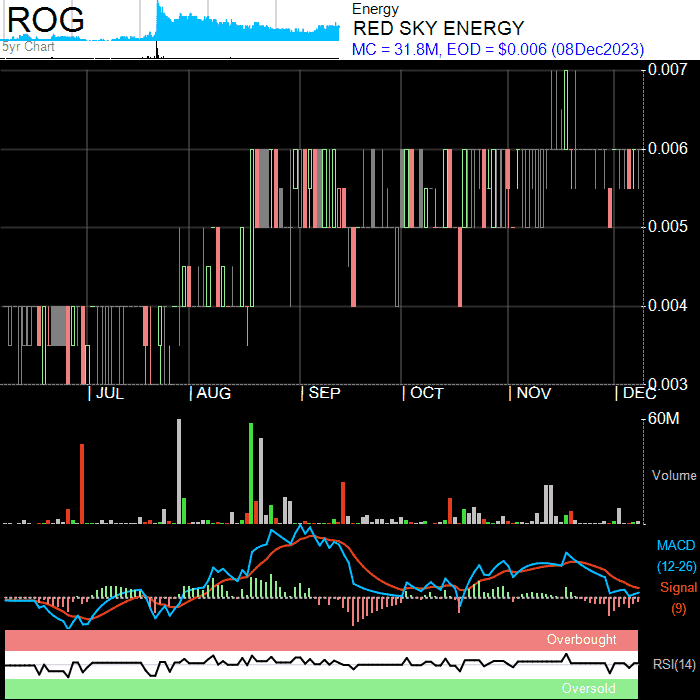 ROG
5yr Chart
Energy
RED SKY ENERGY
MC = 31.8M, EOD = $0.006 (08Dec2023)
0.007
0.006
0.005
0.004
0.003
JUL AUG SEP OCT NOV DEC
60M
Volume
MACD
(12-26)
Signal
(9)
Overbought
RSI(14)
Oversold